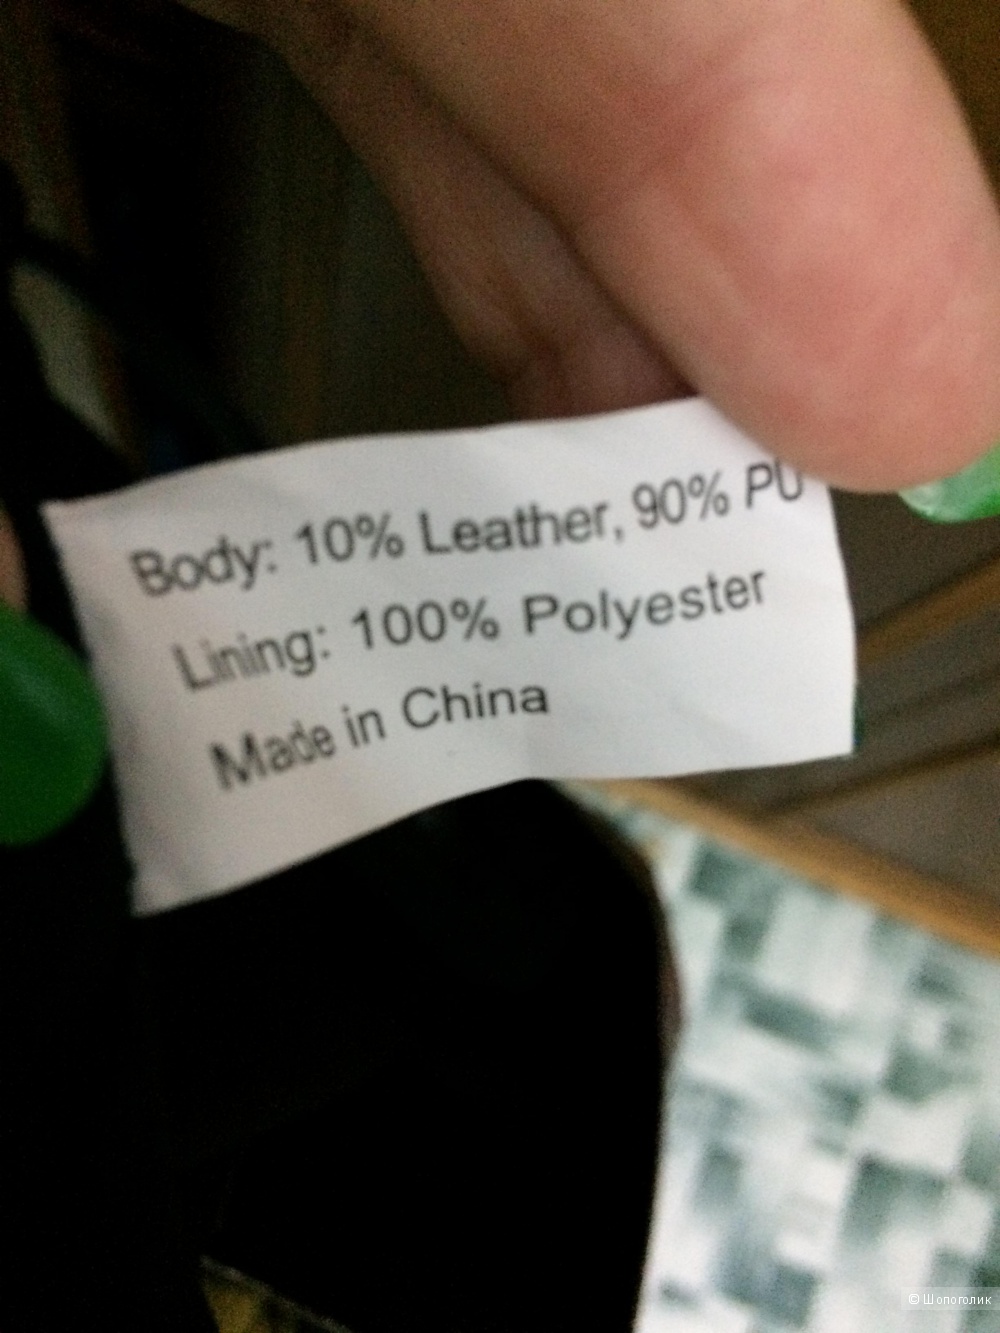 Body: 10% Leather, 90% PU
Lining: 100% Polyester
Made in China
© Шопоголик